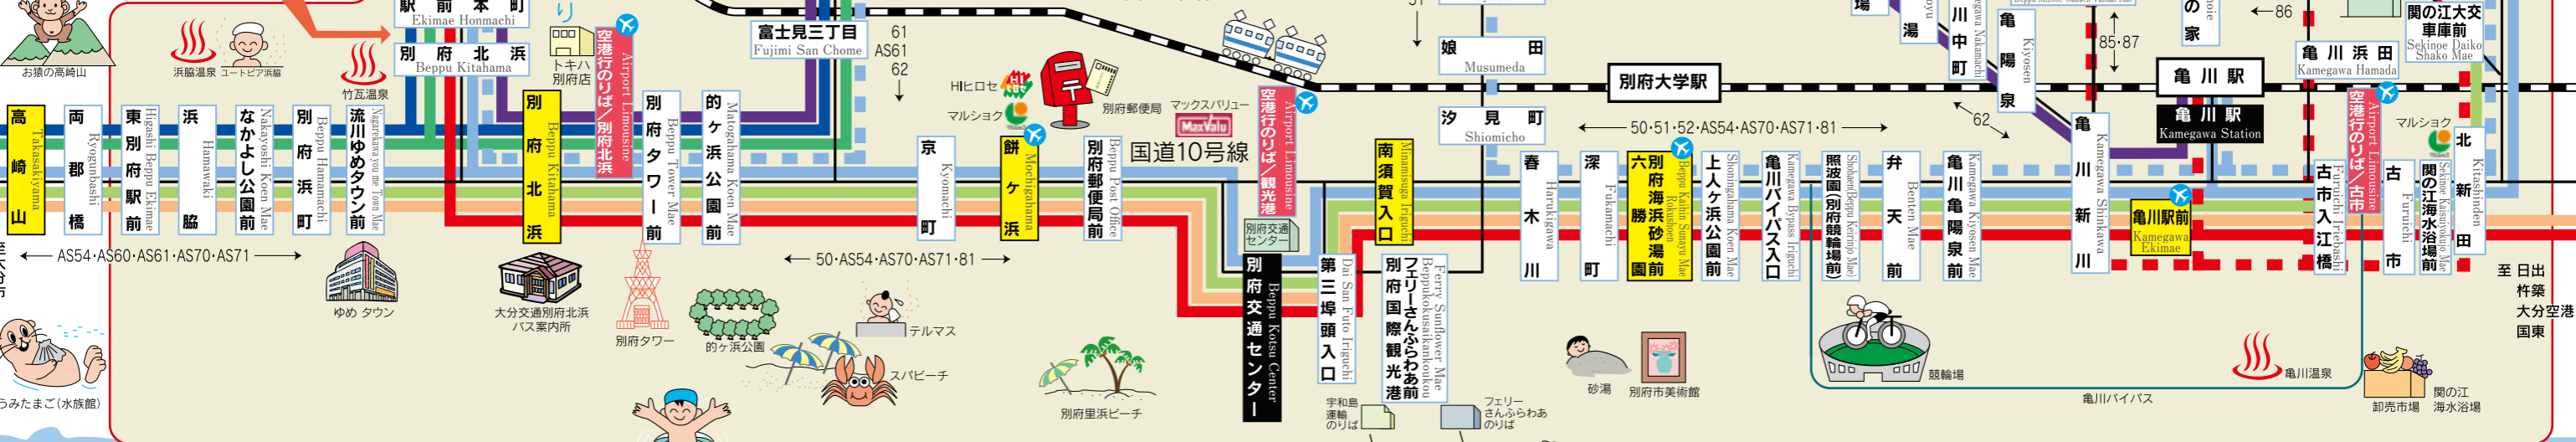 駅前本町
Ekimae Honmachi
別府北浜
Beppu Kitahama
お猿の高崎山
浜脇温泉
ユートピア浜脇
竹瓦温泉
り
トキハ
別府店
空港行のりば/別府北浜
Airport Limousine
富士見三丁目
Fujimi San Chome
61
AS61
62
高崎山
Takasakiyama
両郡橋
Ryogunbashi
東別府駅前
Higashi Beppu Ekimae
浜脇
Hamawaki
なかよし公園前
Nakayoshi Koen Mae
別府浜町
Beppu Hamamachi
流川ゆめタウン前
Nagarekawa you me Town Mae
別府北浜
Beppu Kitahama
別府タワー前
Beppu Tower Mae
的ヶ浜公園前
Matogahama Koen Mae
京町
Kyomachi
HIヒロセ
マルショク
餅ヶ浜
Mochigahama
別府郵便局
別府郵便局前
Beppu Post Office
マックスバリュー
MaxValu
国道10号線
空港行のりば/観光港
Airport Limousine
別府交通
センター
別府交通センター
Beppu Kotsu Center
第三埠頭入口
Dai San Futo Iriguchi
別府国際観光港
フェリーさんふらわあ前
Ferry Sunflower Mae
Beppukokusaikankoukou
南須賀入口
Minamisuga Iriguchi
娘田
Musumeda
汐見町
Shiomicho
別府大学駅
50·51·52·AS54·AS70·AS71·81
春木川
Harukigawa
深町
Fukamachi
別府海浜砂湯前
六勝園
Beppu Kaihin Sunayu Mae
Rokushoen
上人ヶ浜公園前
Shoningahama Koen Mae
亀川バイパス入口
Kamegawa Bypass Iriguchi
照波園(別府競輪場前)
Shohaen(Beppu Keirinjo Mae)
弁天前
Benten Mae
亀川亀陽泉前
Kamegawa Kiyosen Mae
場
湯
川中町
亀陽泉
Kiyosen
62
85·87
の家
86
亀川新川
Kamegawa Shinkawa
亀川駅
亀川駅
Kamegawa Station
亀川駅前
Kamegawa
Ekimae
亀川浜田
Kamegawa Hamada
関の江大交
車庫前
Sekinoe Daiko
Shako Mae
空港行のりば/古市
Airport Limousine
マルショク
古市入江橋
Furuichi Iriebashi
古市
Furuichi
関の江海水浴場前
Sekinoe Kaisuiyokujo Mae
北新田
Kitashinden
至 日出
杵築
大分空港
国東
AS54·AS60·AS61·AS70·AS71
50·AS54·AS70·AS71·81
ゆめ タウン
大分交通別府北浜
バス案内所
別府タワー
的ヶ浜公園
テルマス
スパビーチ
別府里浜ビーチ
宇和島
運輸
のりば
フェリー
さんふらわあ
のりば
砂湯
別府市美術館
競輪場
亀川バイパス
亀川温泉
卸売市場
関の江
海水浴場
うみたまご(水族館)